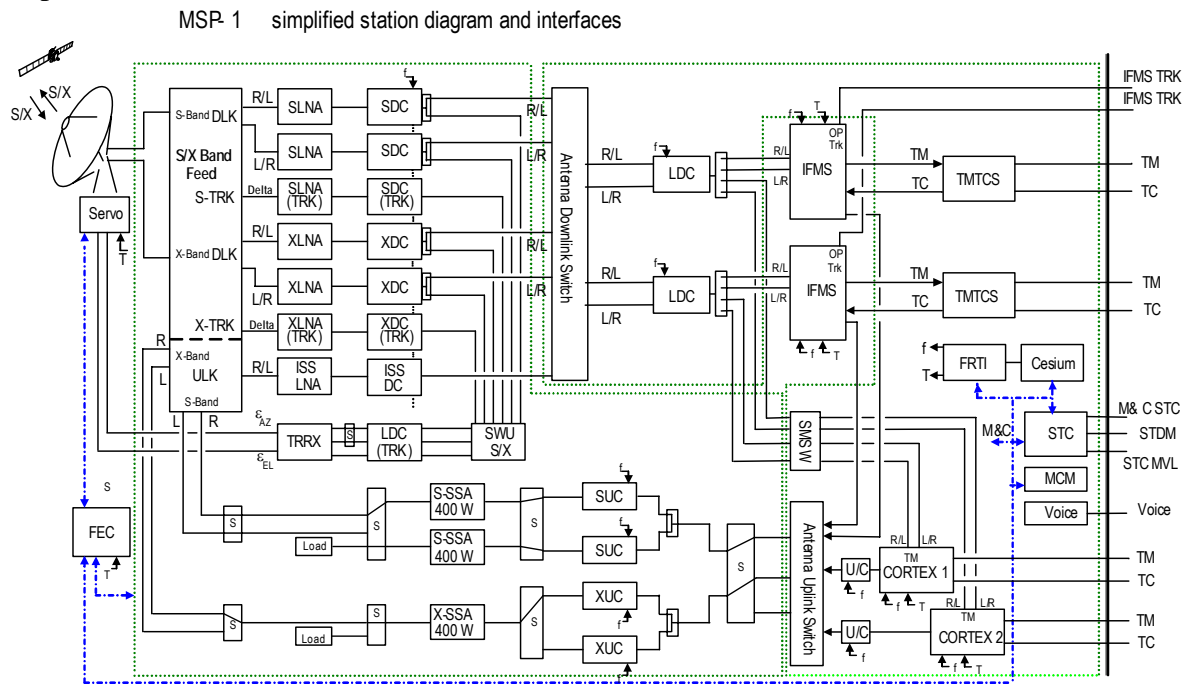 MSP- 1 simplified station diagram and interfaces
IFMS TRK
IFMS TRK
S/X
S/X
f
T
f
R/L
SLNA
SDC
R/L
OP
Trk
S-Band DLK
S/X Band
Feed
L/R
SLNA
SDC
L/R
R/L
f
LDC
R/L
L/R
IFMS
TM
TC
TMTCS
TM
TC
S-TRK
Delta
SLNA
(TRK)
SDC
(TRK)
L/R
Servo
T
Antenna Downlink Switch
X-Band DLK
R/L
XLNA
XDC
R/L
OP
Trk
L/R
XLNA
XDC
L/R
R/L
f
LDC
R/L
L/R
IFMS
TM
TC
TMTCS
TM
TC
L/R
f
T
X-TRK
Delta
XLNA
(TRK)
XDC
(TRK)
R
X-Band
ULK
S-Band
L
R/L
ISS
LNA
ISS
DC
f
T
FRTI
Cesium
L
R
εAZ
εEL
TRRX
S
LDC
(TRK)
SWU
S/X
SMSW
M&C
STC
M& C STC
STDM
STC MVL
MCM
Voice
Voice
S
FEC
T
S
S
S-SSA
400 W
S
f
SUC
Load
S-SSA
400 W
f
SUC
S
Antenna Uplink Switch
R/L
L/R
TM
CORTEX 1
U/C
f
f
T
TM
TC
S
S
X-SSA
400 W
S
XUC
f
Load
XUC
f
R/L
L/R
TM
CORTEX 2
U/C
f
f
T
TM
TC